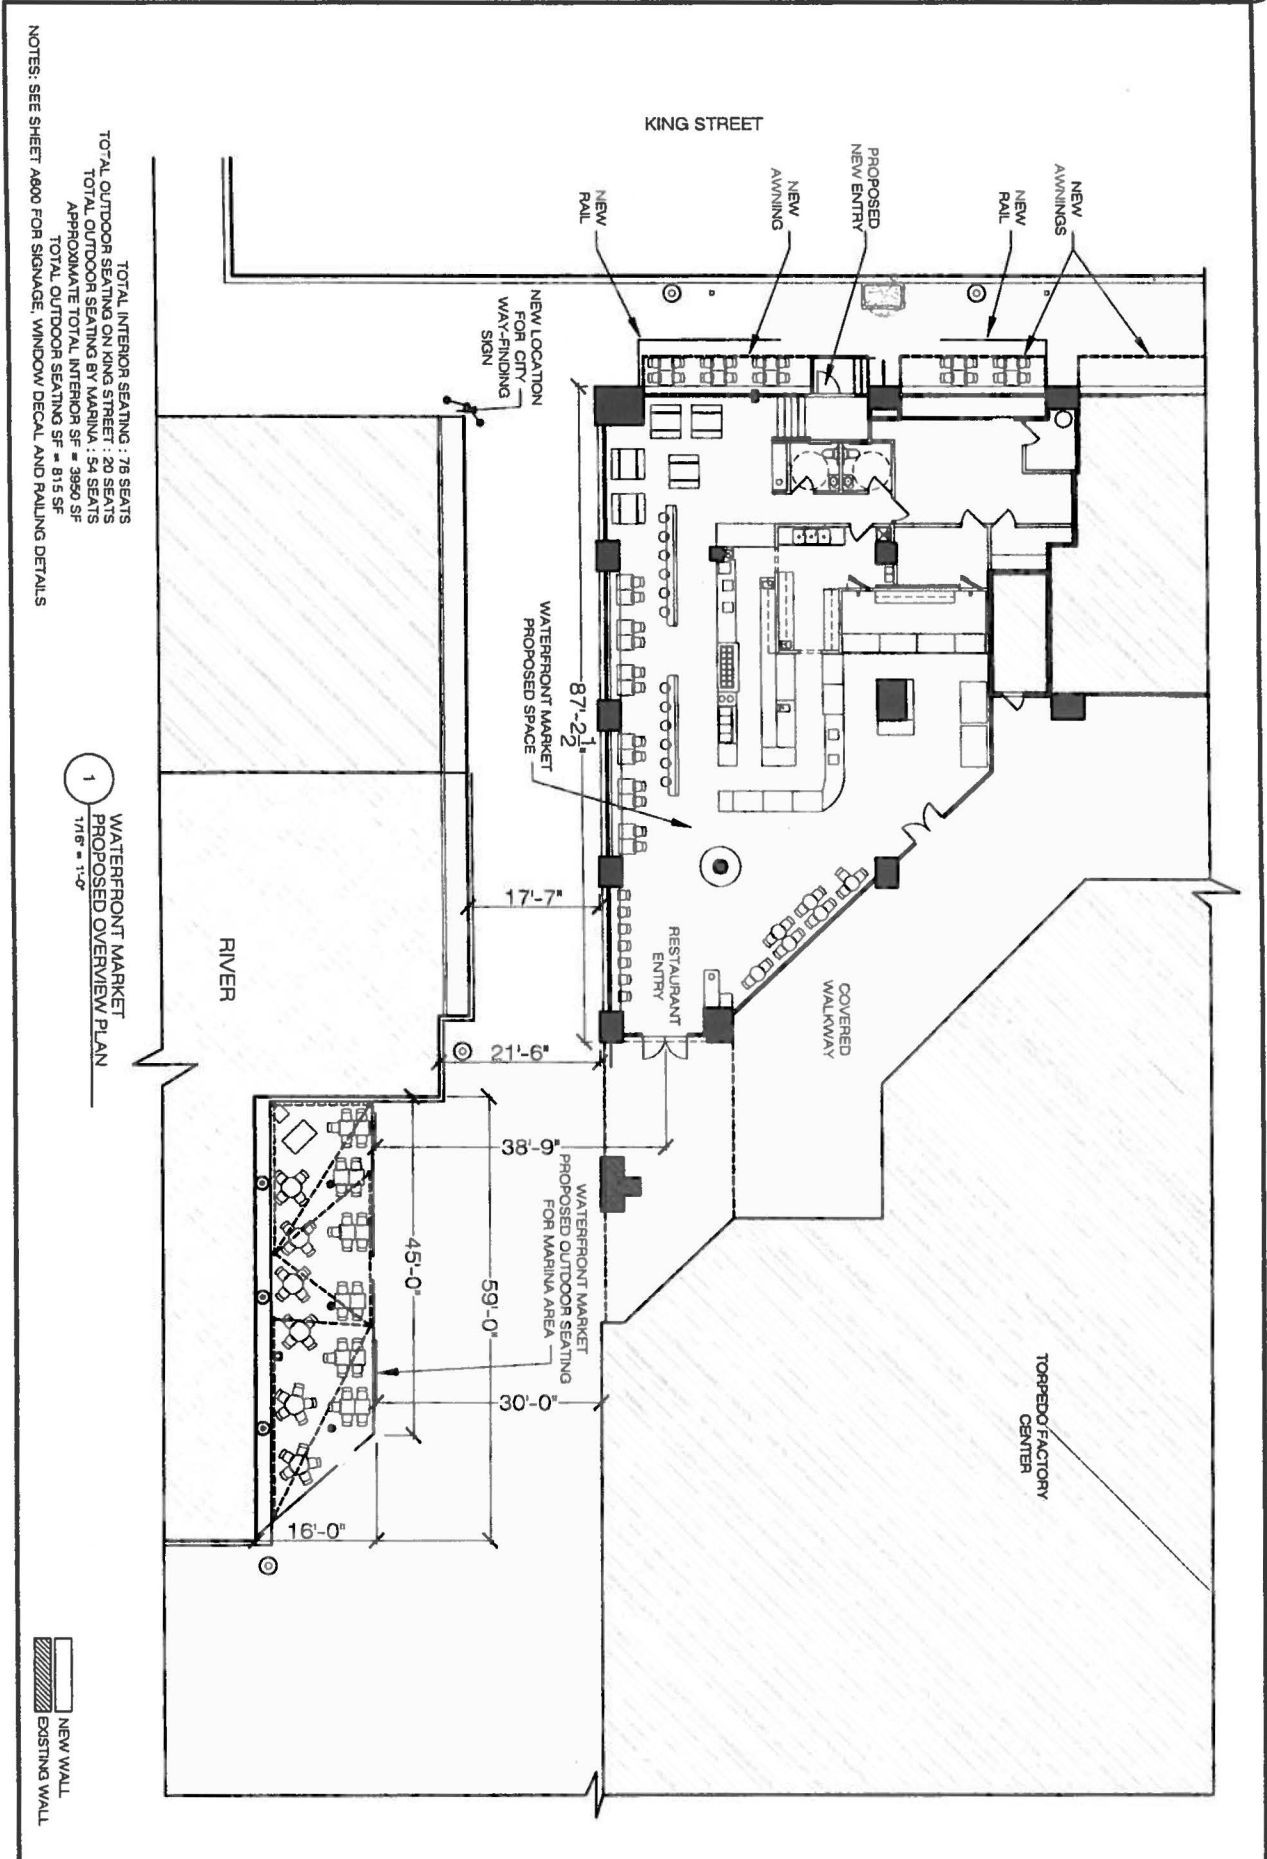 KING STREET
NEW
AWNINGS
NEW
RAIL
PROPOSED
NEW ENTRY
NEW
AWNING
NEW
RAIL
NEW LOCATION
FOR CITY
WAY-FINDING
SIGN
WATERFRONT MARKET
PROPOSED SPACE
87'-2 1/2"
17'-7"
RESTAURANT
ENTRY
COVERED
WALKWAY
21'-6"
38'-9"
WATERFRONT MARKET
PROPOSED OUTDOOR SEATING
FOR MARINA AREA
45'-0"
59'-0"
30'-0"
16'-0"
TORPEDO FACTORY
CENTER
RIVER
TOTAL INTERIOR SEATING : 76 SEATS
TOTAL OUTDOOR SEATING ON KING STREET : 20 SEATS
TOTAL OUTDOOR SEATING BY MARINA : 54 SEATS
APPROXIMATE TOTAL INTERIOR SF = 3950 SF
TOTAL OUTDOOR SEATING SF = 815 SF
NOTES: SEE SHEET A600 FOR SIGNAGE, WINDOW DECAL AND RAILING DETAILS
1
WATERFRONT MARKET
PROPOSED OVERVIEW PLAN
1/16" = 1'-0"
NEW WALL
EXISTING WALL